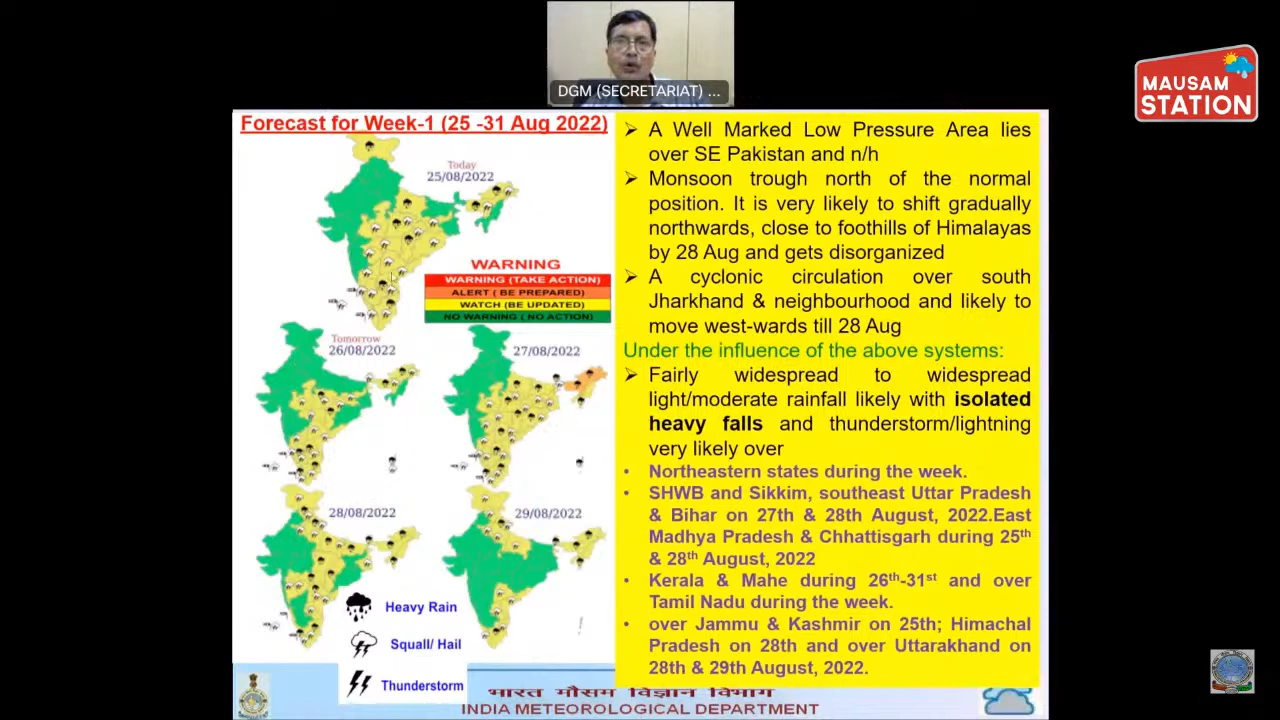 DGM (SECRETARIAT) ...
MAUSAM
STATION
Forecast for Week-1 (25 -31 Aug 2022)
Today
25/08/2022
WARNING
WARNING (TAKE ACTION)
ALERT ( BE PREPARED)
WATCH (BE UPDATED)
NO WARNING ( NO ACTION)
Tomorrow
26/08/2022
27/08/2022
28/08/2022
29/08/2022
Heavy Rain
Squall/ Hail
Thunderstorm
➢ A Well Marked Low Pressure Area lies
over SE Pakistan and n/h
➢ Monsoon trough north of the normal
position. It is very likely to shift gradually
northwards, close to foothills of Himalayas
by 28 Aug and gets disorganized
➢ A cyclonic circulation over south
Jharkhand & neighbourhood and likely to
move west-wards till 28 Aug
Under the influence of the above systems:
➢ Fairly widespread to widespread
light/moderate rainfall likely with isolated
heavy falls and thunderstorm/lightning
very likely over
• Northeastern states during the week.
• SHWB and Sikkim, southeast Uttar Pradesh
& Bihar on 27th & 28th August, 2022.East
Madhya Pradesh & Chhattisgarh during 25th
& 28th August, 2022
• Kerala & Mahe during 26th-31st and over
Tamil Nadu during the week.
• over Jammu & Kashmir on 25th; Himachal
Pradesh on 28th and over Uttarakhand on
28th & 29th August, 2022.
भारत मौसम विज्ञान विभाग
INDIA METEOROLOGICAL DEPARTMENT